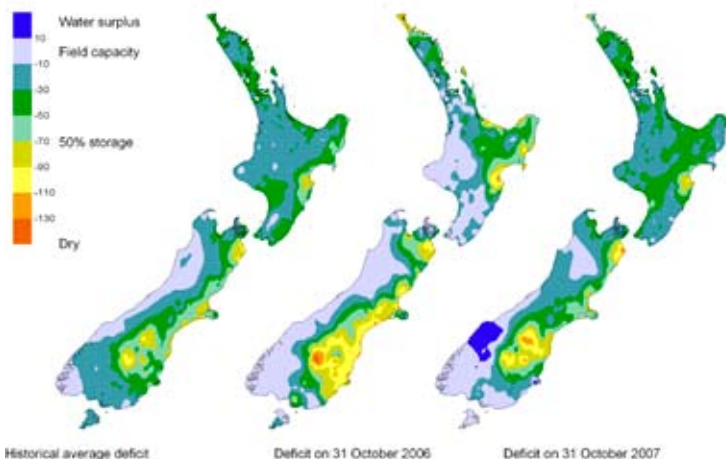 Water surplus
10
Field capacity
-10
-30
-50
50% storage
-70
-90
-110
-130
Dry
Historical average deficit
Deficit on 31 October 2006
Deficit on 31 October 2007